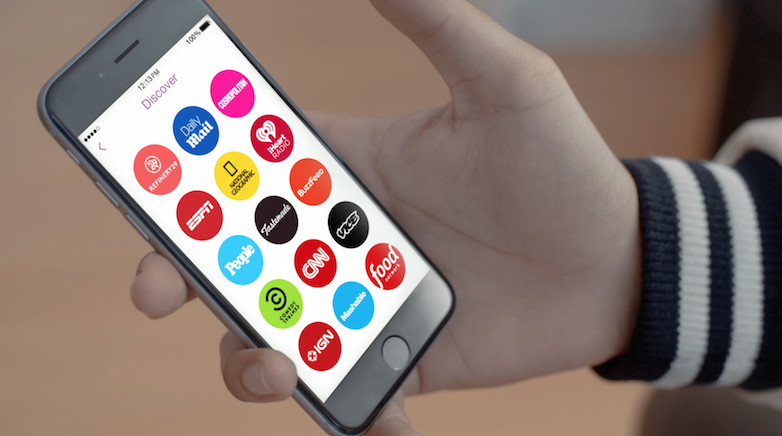 100%
12:13 PM
Discover
REFINERY29
Daily
Mail
COSMOPOLITAN
ESPN
NATIONAL
GEOGRAPHIC
iHeart
RADIO
People
Tastemade
BuzzFeed
COMEDY
CENTRAL
CNN
VICE
IGN
Mashable
food
network